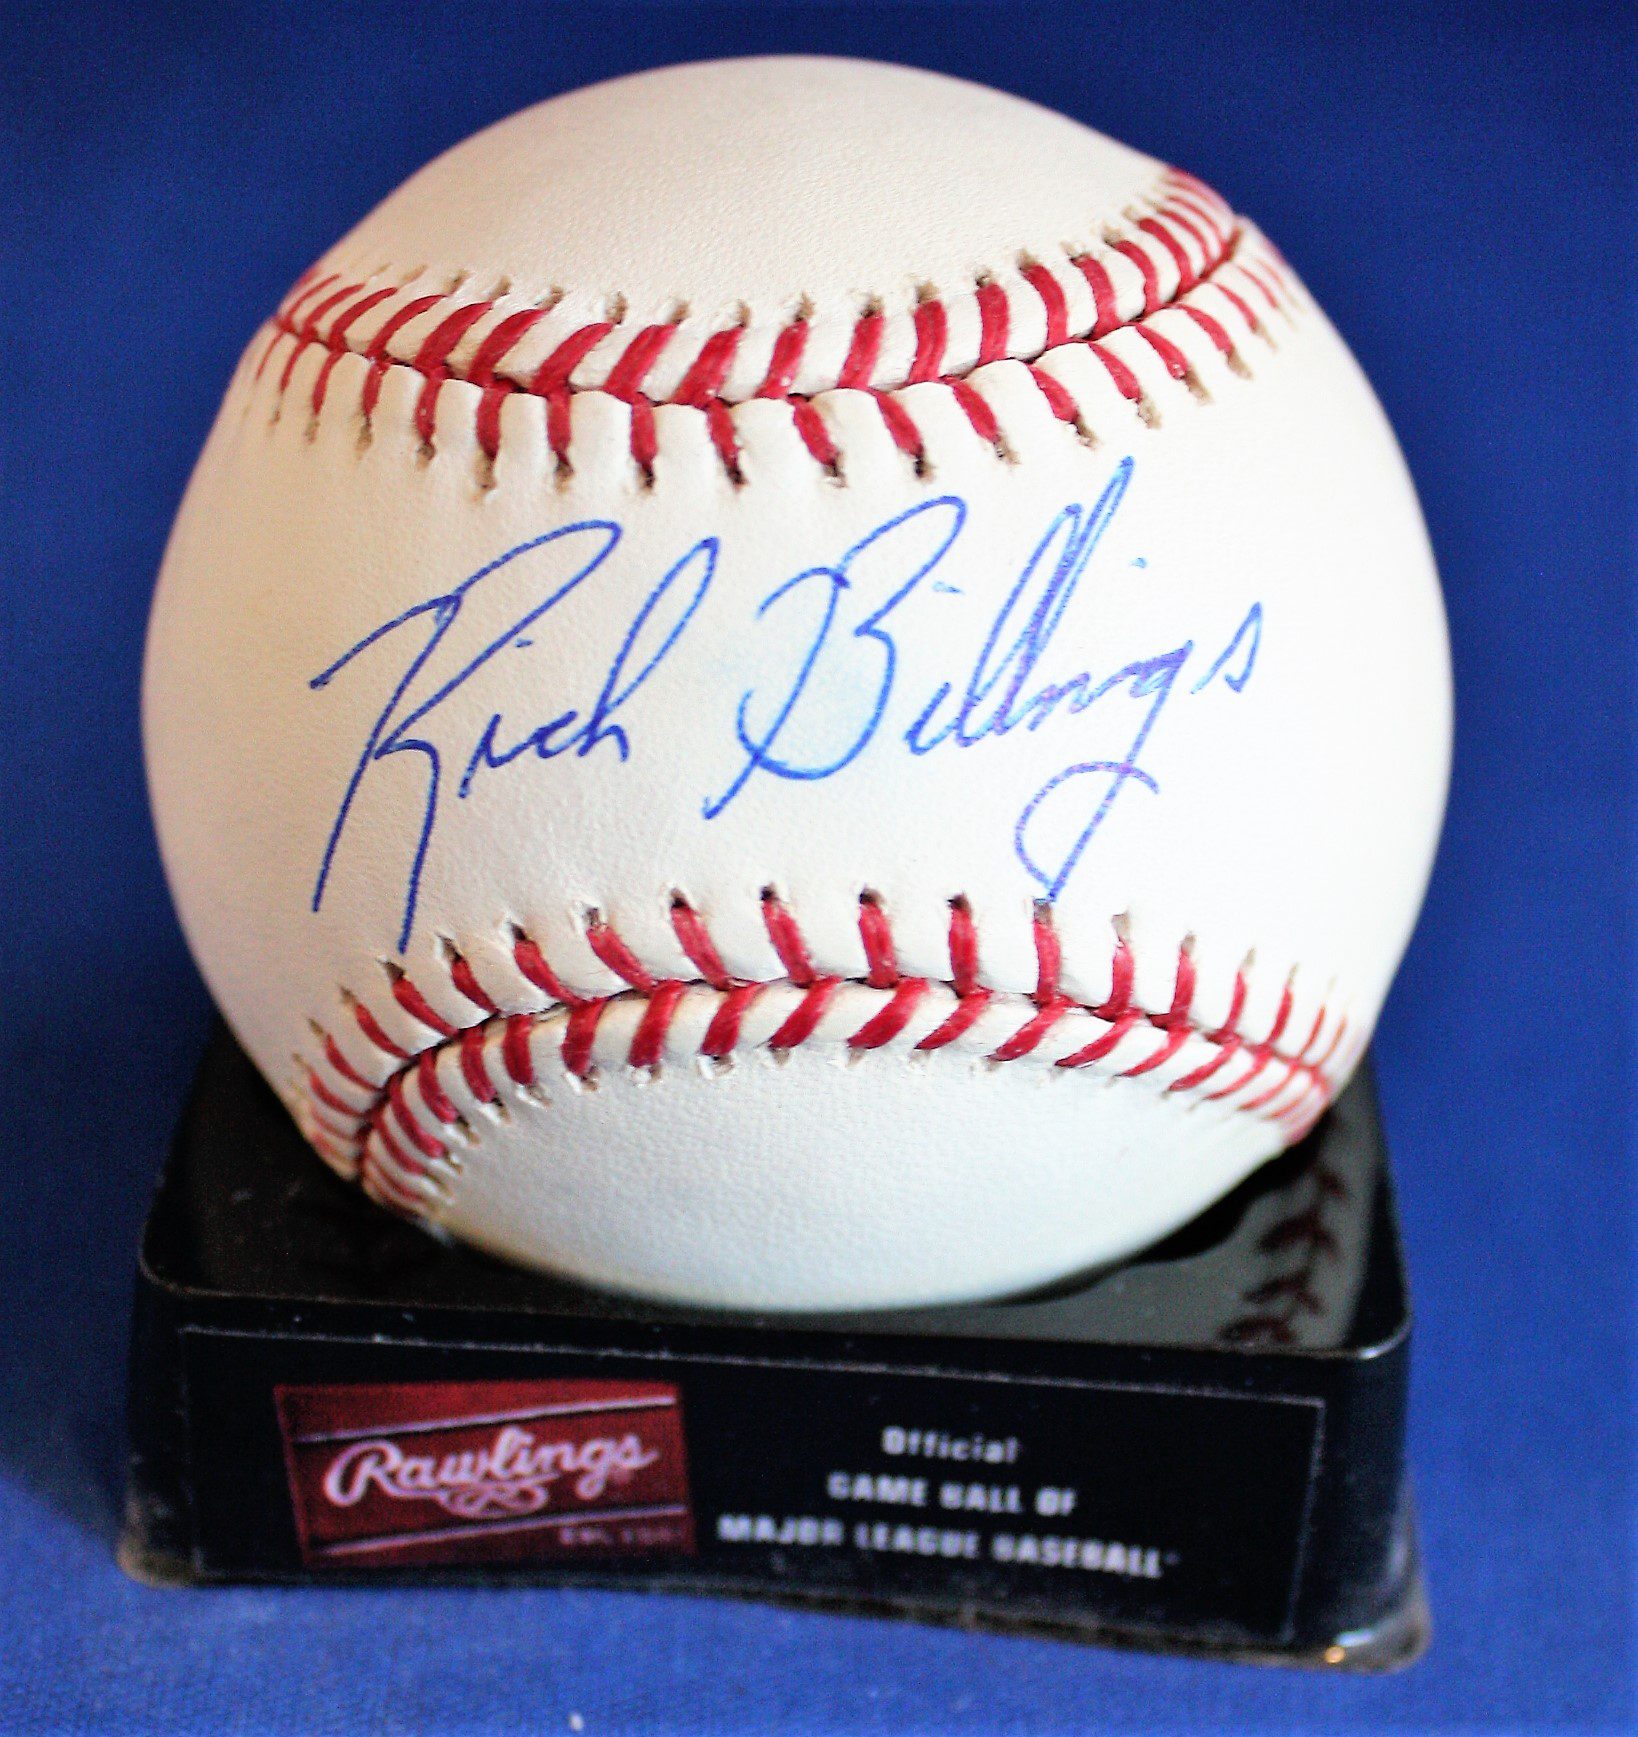 Rich Billings
Rawlings
Official
GAME BALL OF
MAJOR LEAGUE BASEBALL